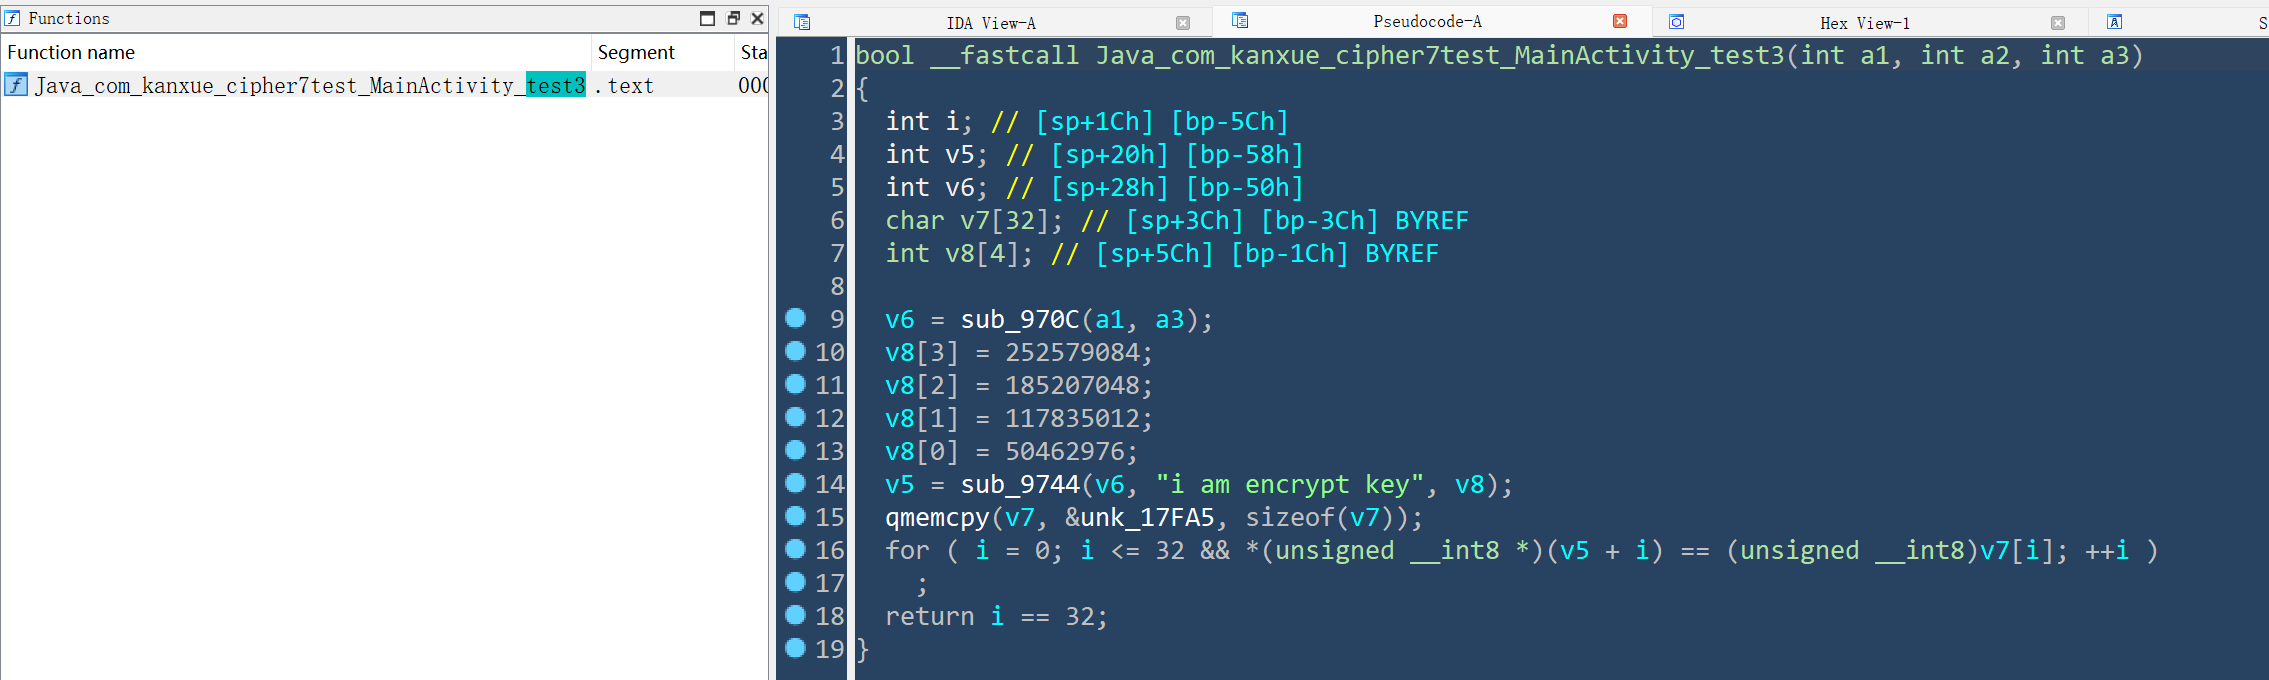 Functions
Function name Segment Sta
Java_com_kanxue_cipher7test_MainActivity_test3 .text 000
IDA View-A Pseudocode-A Hex View-1 S
1 bool __fastcall Java_com_kanxue_cipher7test_MainActivity_test3(int a1, int a2, int a3)
2 {
3 int i; // [sp+1Ch] [bp-5Ch]
4 int v5; // [sp+20h] [bp-58h]
5 int v6; // [sp+28h] [bp-50h]
6 char v7[32]; // [sp+3Ch] [bp-3Ch] BYREF
7 int v8[4]; // [sp+5Ch] [bp-1Ch] BYREF
8
9 v6 = sub_970C(a1, a3);
10 v8[3] = 252579084;
11 v8[2] = 185207048;
12 v8[1] = 117835012;
13 v8[0] = 50462976;
14 v5 = sub_9744(v6, "i am encrypt key", v8);
15 qmemcpy(v7, &unk_17FA5, sizeof(v7));
16 for ( i = 0; i <= 32 && *(unsigned __int8 *)(v5 + i) == (unsigned __int8)v7[i]; ++i )
17 ;
18 return i == 32;
19 }